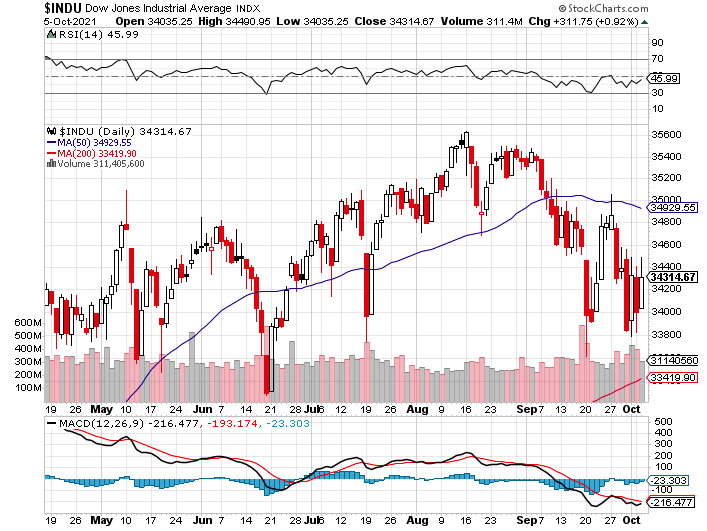 $INDU Dow Jones Industrial Average INDX © StockCharts.com
5-Oct-2021 Open 34035.25 High 34490.95 Low 34035.25 Close 34314.67 Volume 311.4M Chg +311.75 (+0.92%)
RSI(14) 45.99
90
70
50
45.99
30
10
$INDU (Daily) 34314.67
MA(50) 34929.55
MA(200) 33419.90
Volume 311,405,600
35600
35400
35200
35000
34929.55
34800
34600
34400
34314.67
34200
34000
33800
31140560
33419.90
600M
500M
400M
300M
200M
100M
19 26 May 10 17 24 Jun 7 14 21 28 Jul 6 12 19 26 Aug 9 16 23 Sep 7 13 20 27 Oct
MACD(12,26,9) -216.477, -193.174, -23.303
500
400
300
200
100
-23.303
-100
-216.477
19 26 May 10 17 24 Jun 7 14 21 28 Jul 6 12 19 26 Aug 9 16 23 Sep 7 13 20 27 Oct